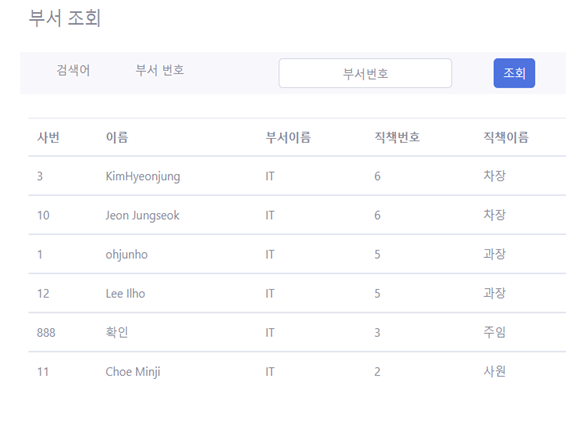 부서 조회
검색어 부서 번호 부서번호 조회
사번 이름 부서이름 직책번호 직책이름
3 KimHyeonjung IT 6 차장
10 Jeon Jungseok IT 6 차장
1 ohjunho IT 5 과장
12 Lee Ilho IT 5 과장
888 확인 IT 3 주임
11 Choe Minji IT 2 사원